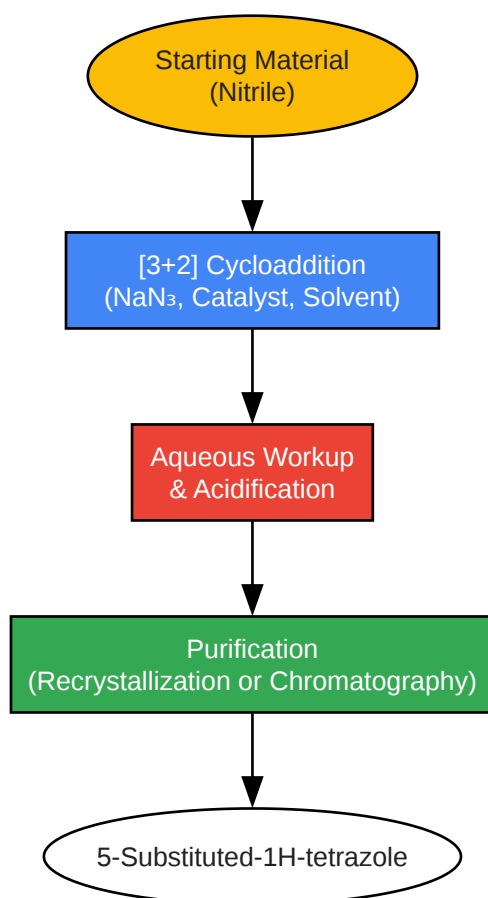 Starting Material
(Nitrile)
[3+2] Cycloaddition
(NaN₃, Catalyst, Solvent)
Aqueous Workup
& Acidification
Purification
(Recrystallization or Chromatography)
5-Substituted-1H-tetrazole